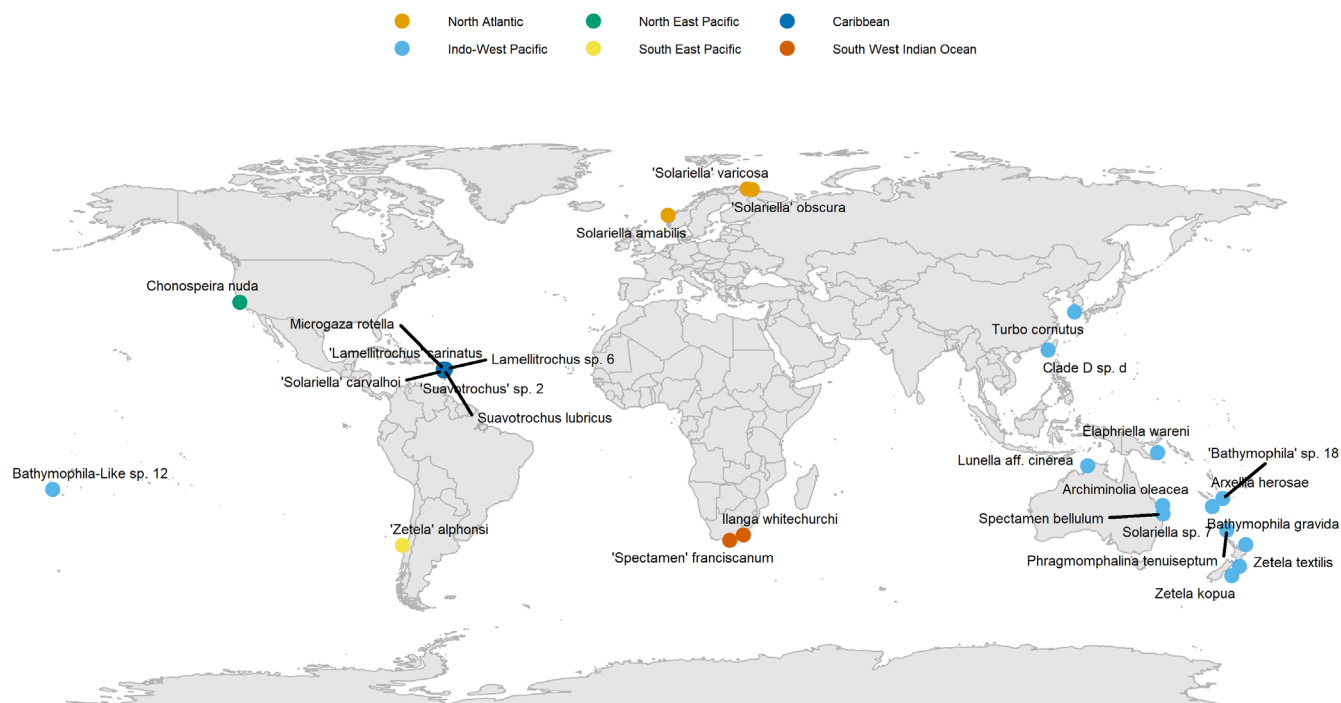 North Atlantic
North East Pacific
Caribbean
Indo-West Pacific
South East Pacific
South West Indian Ocean
'Solariella' varicosa
'Solariella' obscura
Solariella amabilis
Chonospeira nuda
Microgaza rotella
Turbo cornutus
'Lamellitrochus' carinatus
Lamellitrochus sp. 6
Clade D sp. d
'Solariella' carvalhoi
'Suavotrochus' sp. 2
Suavotrochus lubricus
Elaphriella wareni
'Bathymophila' sp. 18
Lunella aff. cinerea
Bathymophila-Like sp. 12
Arxellia herosae
Archiminolia oleacea
Spectamen bellulum
Ilanga whitechurchi
Bathymophila gravida
'Zetela' alphonsi
Solariella sp. 7
'Spectamen' franciscanum
Phragmomphalina tenuiseptum
Zetela textilis
Zetela kopua